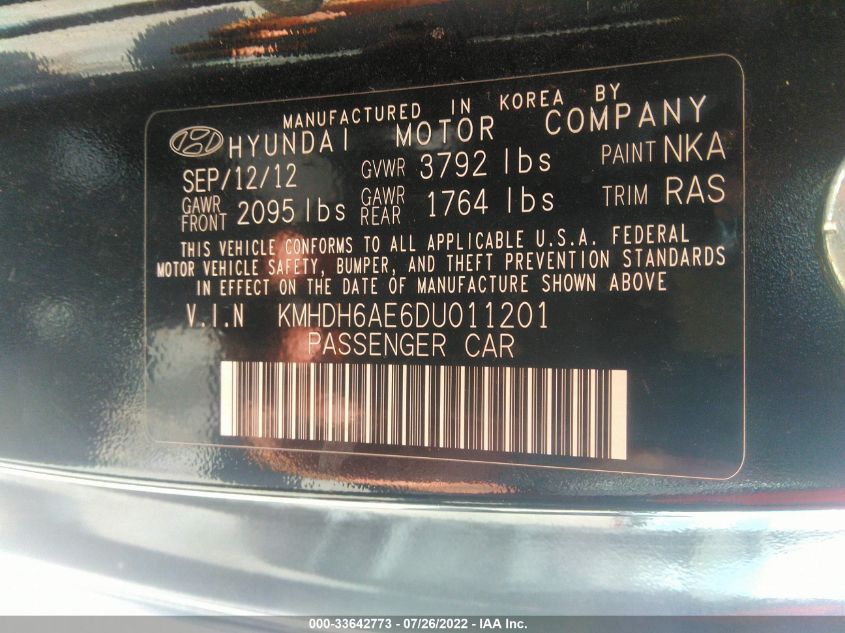 MANUFACTURED IN KOREA BY
HYUNDAI MOTOR COMPANY
SEP/12/12 GVWR 3792 lbs PAINT NKA
GAWR FRONT 2095 lbs GAWR REAR 1764 lbs TRIM RAS
THIS VEHICLE CONFORMS TO ALL APPLICABLE U.S.A. FEDERAL
MOTOR VEHICLE SAFETY, BUMPER, AND THEFT PREVENTION STANDARDS
IN EFFECT ON THE DATE OF MANUFACTURE SHOWN ABOVE
V.I.N KMHDH6AE6DU011201
PASSENGER CAR
000-33642773 - 07/26/2022 - IAA Inc.